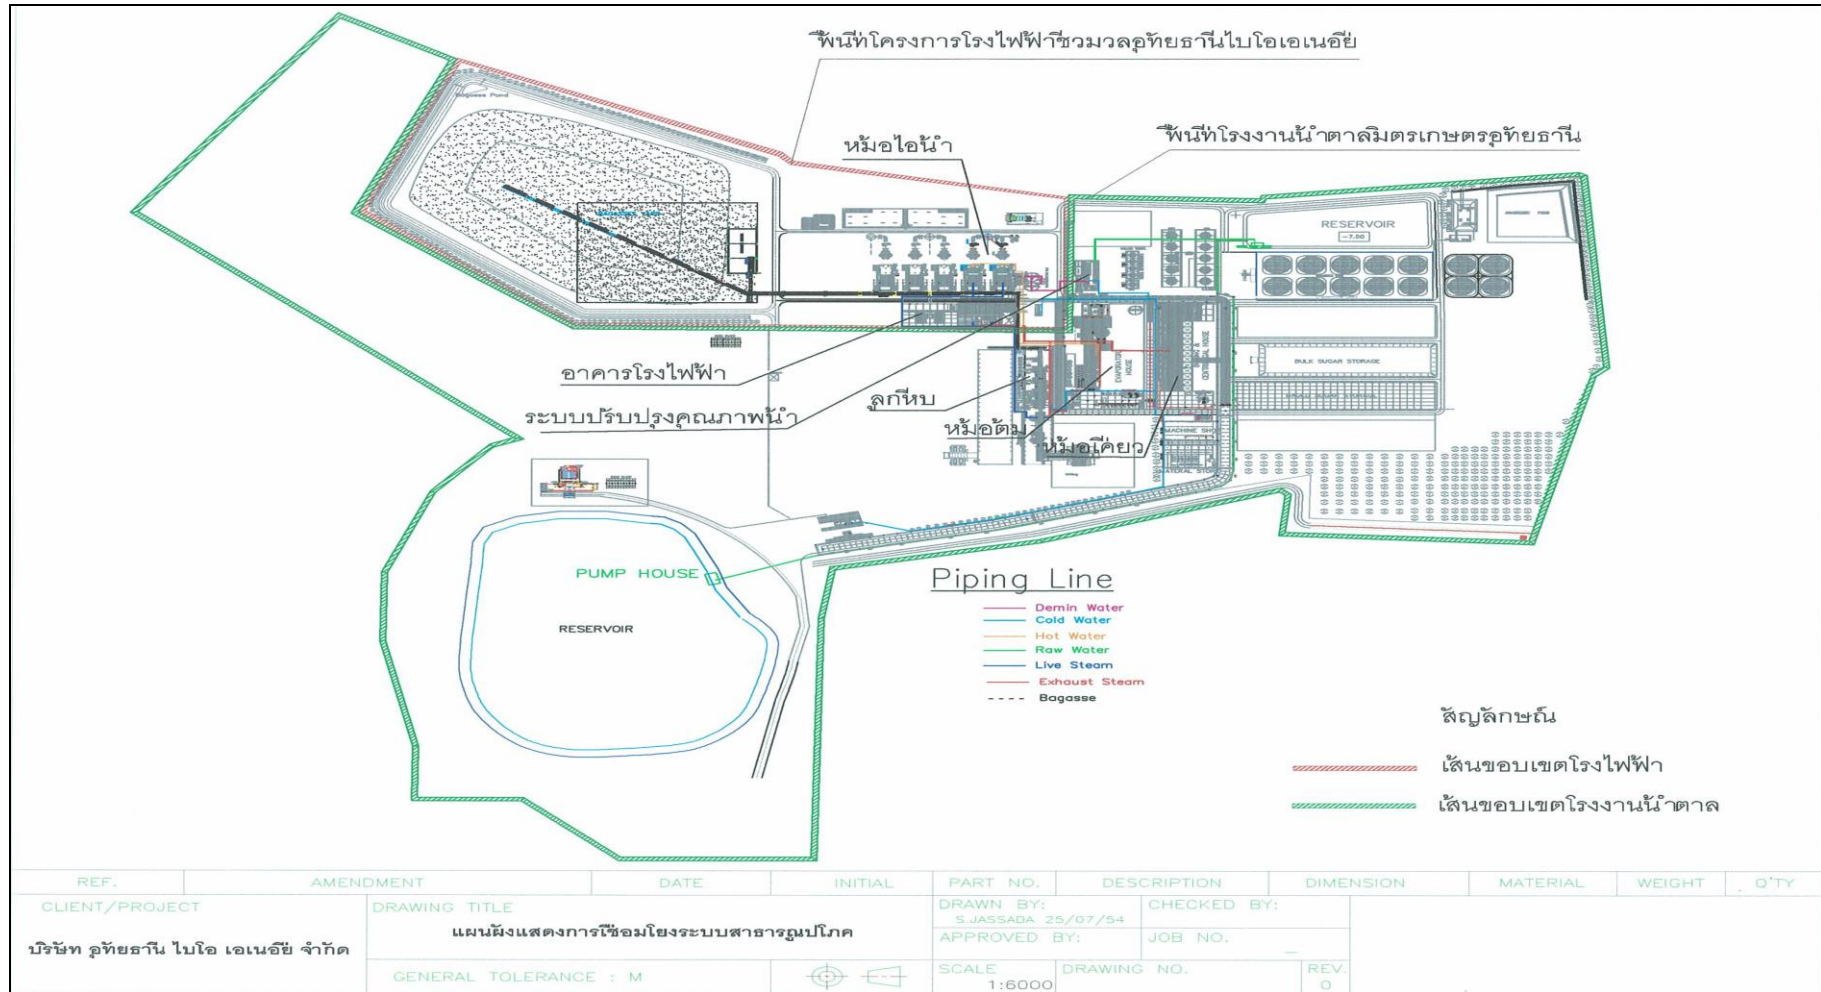 พื้นที่โครงการโรงไฟฟ้าชีวมวลอุทัยธานีไบโอเอเนอยี่
พื้นที่โรงงานน้ำตาลมิตรเกษตรอุทัยธานี
หม้อไอน้ำ
Bagasse Pond
RESERVOIR
-7.50
อาคารโรงไฟฟ้า
ระบบปรับปรุงคุณภาพน้ำ
ลูกหีบ
หม้อต้ม
หม้อเคี่ยว
EVAPORATOR HOUSE
BULK SUGAR STORAGE
MACHINE SHOP
PUMP HOUSE
RESERVOIR
Piping Line
Demin Water
Cold Water
Hot Water
Raw Water
Live Steam
Exhaust Steam
Bagasse
สัญลักษณ์
เส้นขอบเขตโรงไฟฟ้า
เส้นขอบเขตโรงงานน้ำตาล
REF. AMENDMENT DATE INITIAL PART NO. DESCRIPTION DIMENSION MATERIAL WEIGHT Q'TY
CLIENT/PROJECT
บริษัท อุทัยธานี ไบโอ เอเนอยี่ จำกัด
DRAWING TITLE
แผนผังแสดงการเชื่อมโยงระบบสาธารณูปโภค
GENERAL TOLERANCE : M
DRAWN BY:
S.JASSADA 25/07/54
CHECKED BY:
APPROVED BY:
JOB NO.
SCALE
1:6000
DRAWING NO.
REV.
0